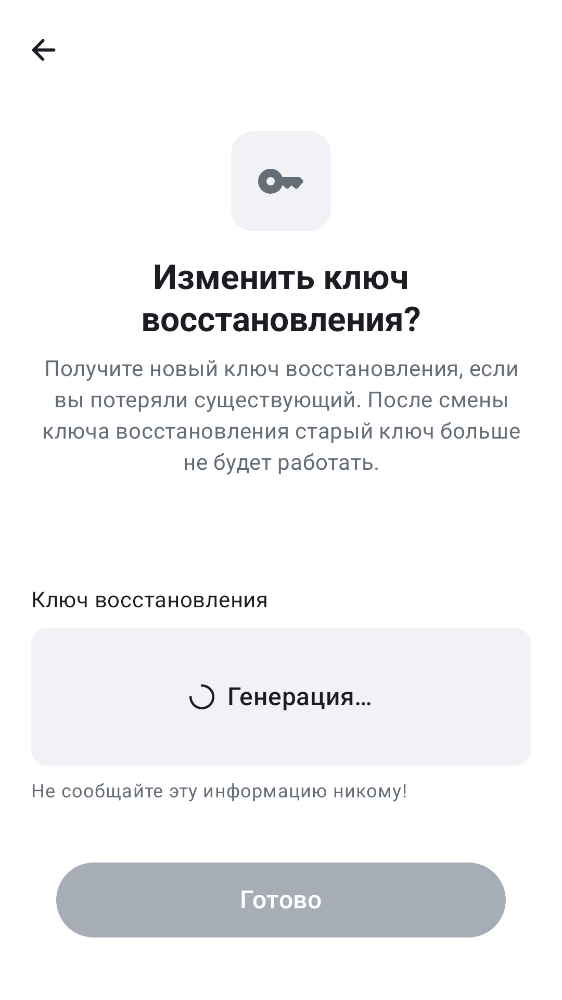 Изменить ключ
восстановления?
Получите новый ключ восстановления, если
вы потеряли существующий. После смены
ключа восстановления старый ключ больше
не будет работать.
Ключ восстановления
Генерация…
Не сообщайте эту информацию никому!
Готово